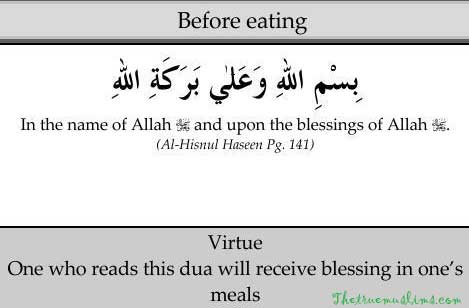 Before eating
بِسْمِ اللهِ وَعَلٰي بَرَكَةِ اللهِ
In the name of Allah ﷻ and upon the blessings of Allah ﷻ.
(Al-Hisnul Haseen Pg. 141)
Virtue
One who reads this dua will receive blessing in one's
meals
Thetruemuslims.com